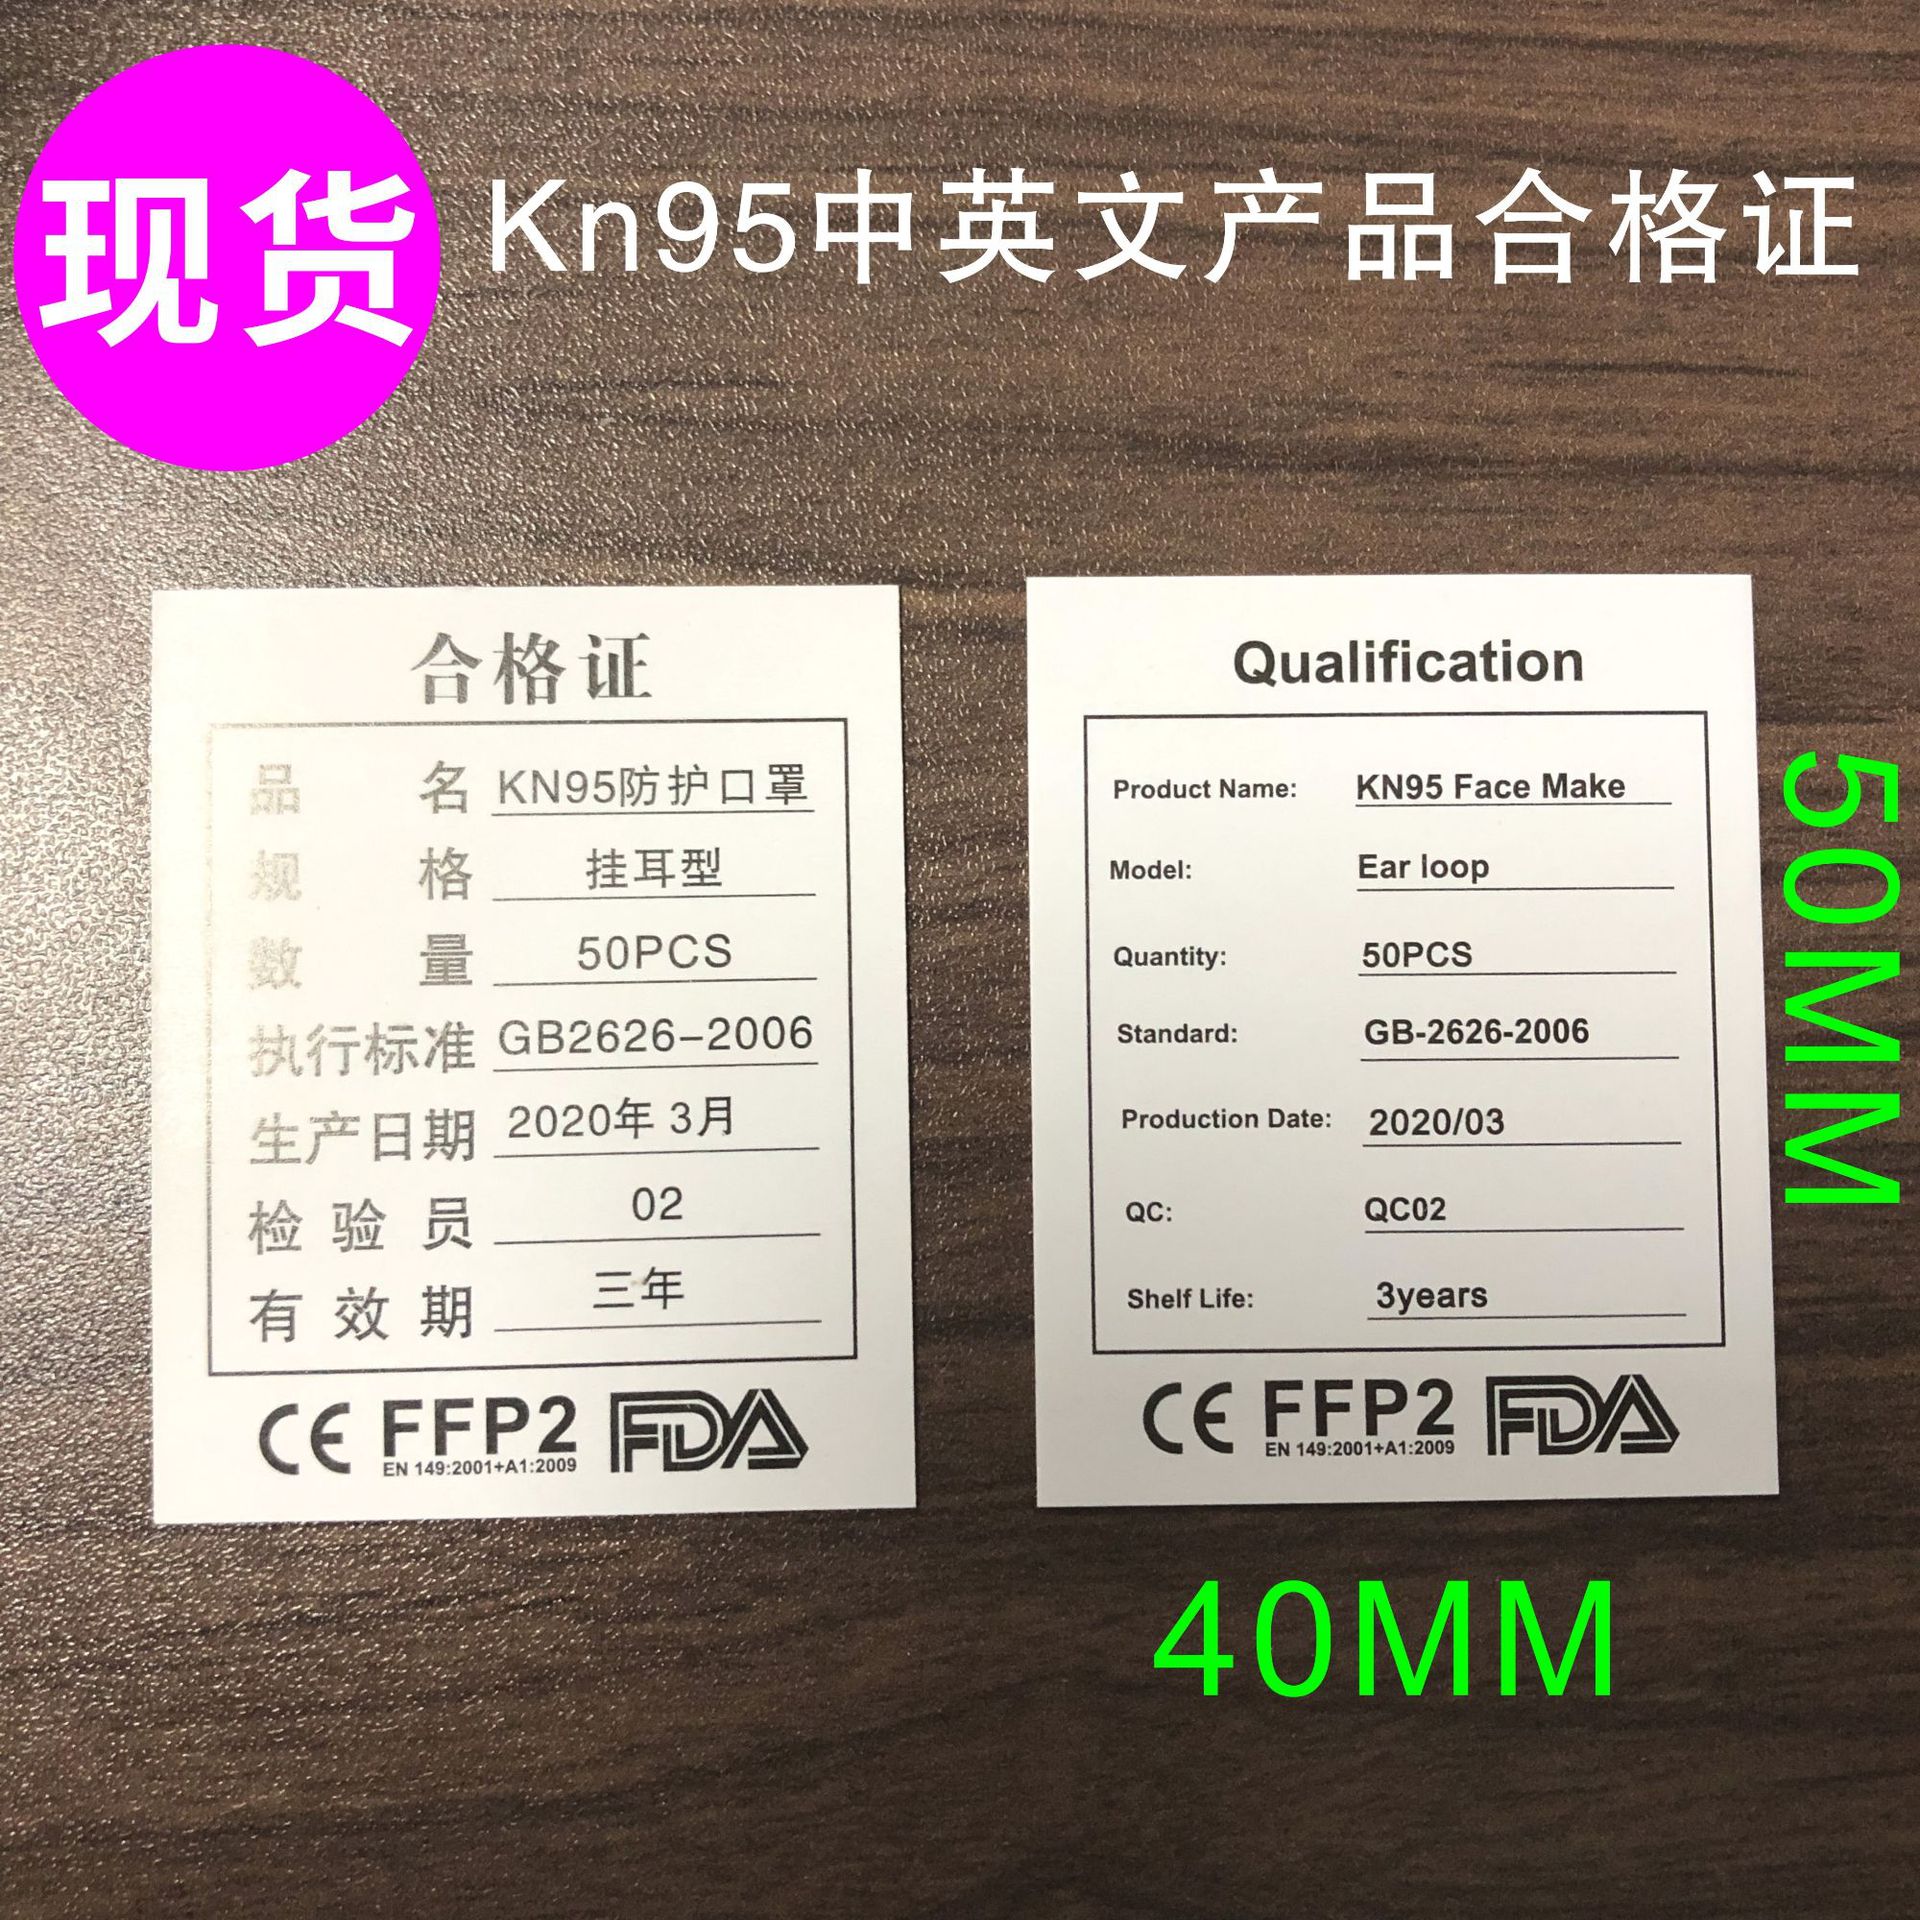 现货
Kn95中英文产品合格证
合格证
品名 KN95防护口罩
规格 挂耳型
数量 50PCS
执行标准 GB2626-2006
生产日期 2020年3月
检验员 02
有效期 三年
CE FFP2 FDA
EN 149:2001+A1:2009
Qualification
Product Name: KN95 Face Make
Model: Ear loop
Quantity: 50PCS
Standard: GB-2626-2006
Production Date: 2020/03
QC: QC02
Shelf Life: 3years
CE FFP2 FDA
EN 149:2001+A1:2009
50MM
40MM